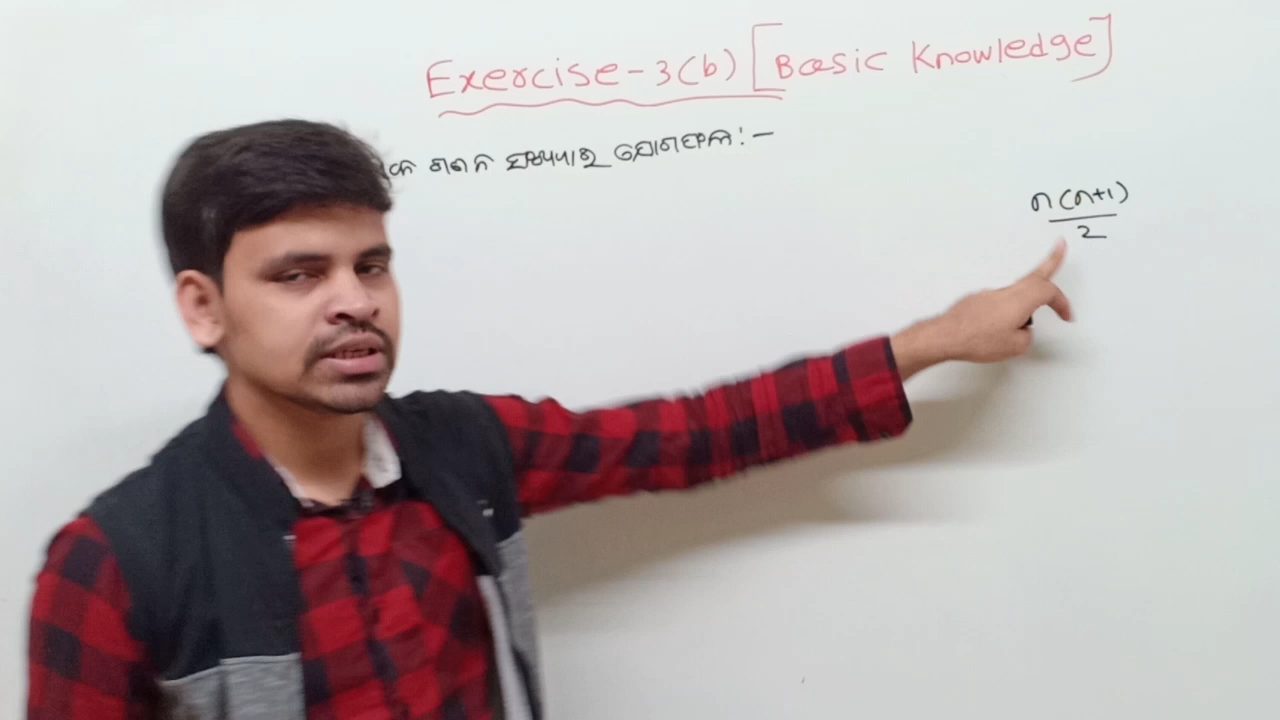 Exercise-3(b) [Basic Knowledge]
ଗଣନ ସଂଖ୍ୟାର ଯୋଗଫଳ :-
n(n+1)
2